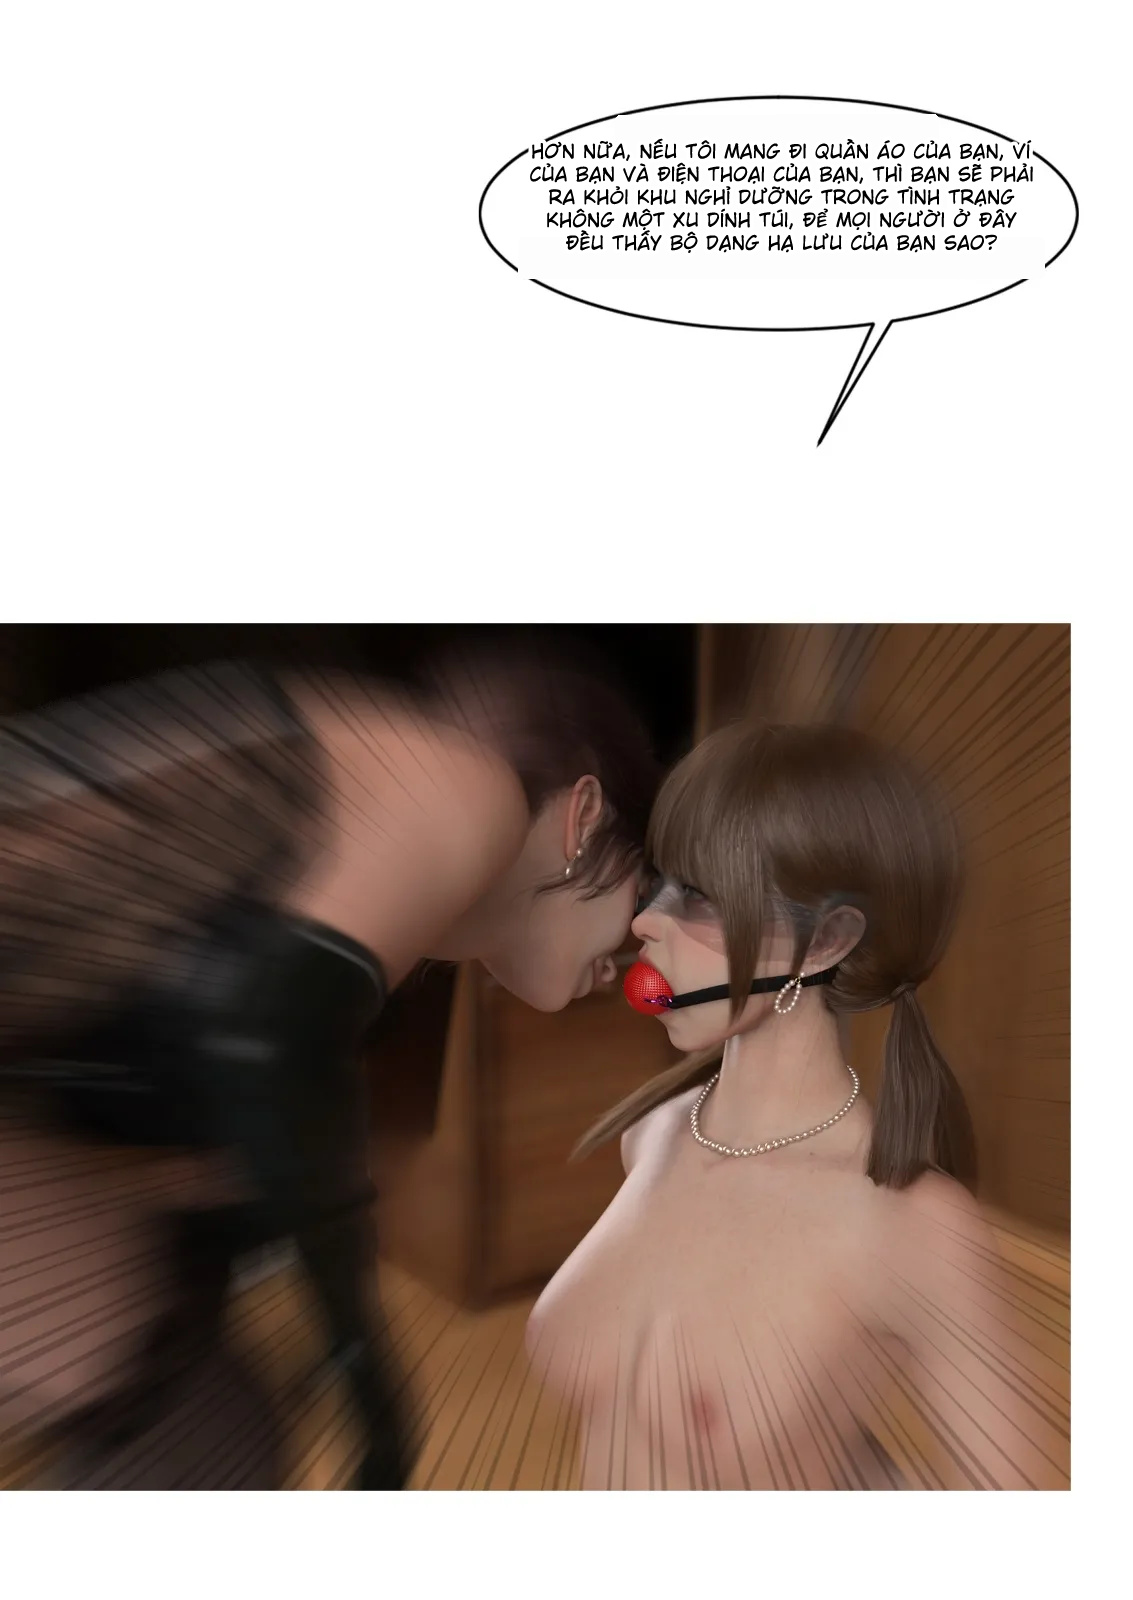 HƠN NỮA, NẾU TÔI MANG ĐI QUẦN ÁO CỦA BẠN, VÍ
CỦA BẠN VÀ ĐIỆN THOẠI CỦA BẠN, THÌ BẠN SẼ PHẢI
RA KHỎI KHU NGHỈ DƯỠNG TRONG TÌNH TRẠNG
KHÔNG MỘT XU DÍNH TÚI, ĐỂ MỌI NGƯỜI Ở ĐÂY
ĐỀU THẤY BỘ DẠNG HẠ LƯU CỦA BẠN SAO?